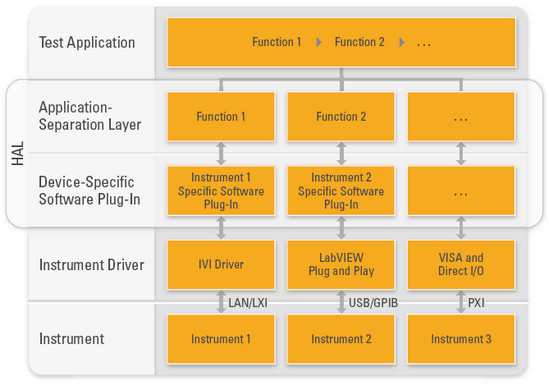 Test Application
Function 1 Function 2 ...
HAL
Application-
Separation Layer
Function 1
Function 2
...
Device-Specific
Software Plug-In
Instrument 1
Specific Software
Plug-In
Instrument 2
Specific Software
Plug-In
...
Instrument Driver
IVI Driver
LabVIEW
Plug and Play
VISA and
Direct I/O
LAN/LXI
USB/GPIB
PXI
Instrument
Instrument 1
Instrument 2
Instrument 3